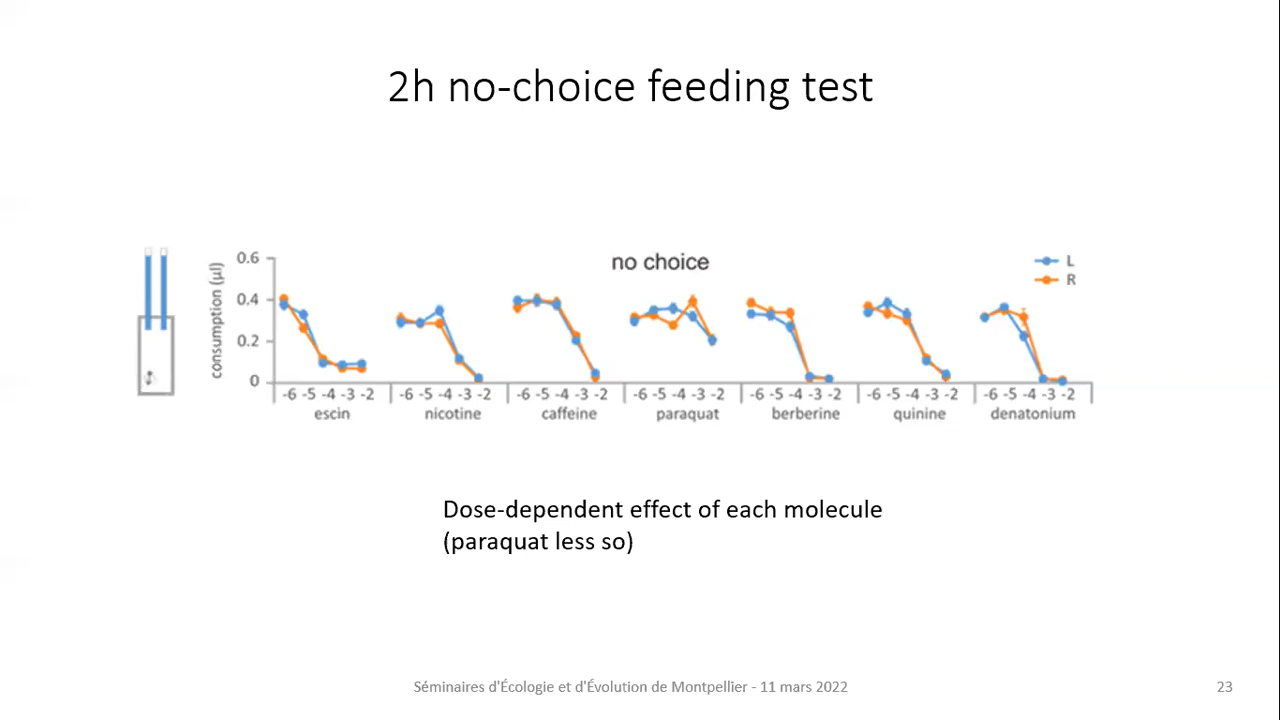 2h no-choice feeding test
no choice
L
R
consumption (µl)
0.6
0.4
0.2
0
-6 -5 -4 -3 -2 -6 -5 -4 -3 -2 -6 -5 -4 -3 -2 -6 -5 -4 -3 -2 -6 -5 -4 -3 -2 -6 -5 -4 -3 -2 -6 -5 -4 -3 -2
escin nicotine caffeine paraquat berberine quinine denatonium
Dose-dependent effect of each molecule
(paraquat less so)
Séminaires d'Écologie et d'Évolution de Montpellier - 11 mars 2022
23